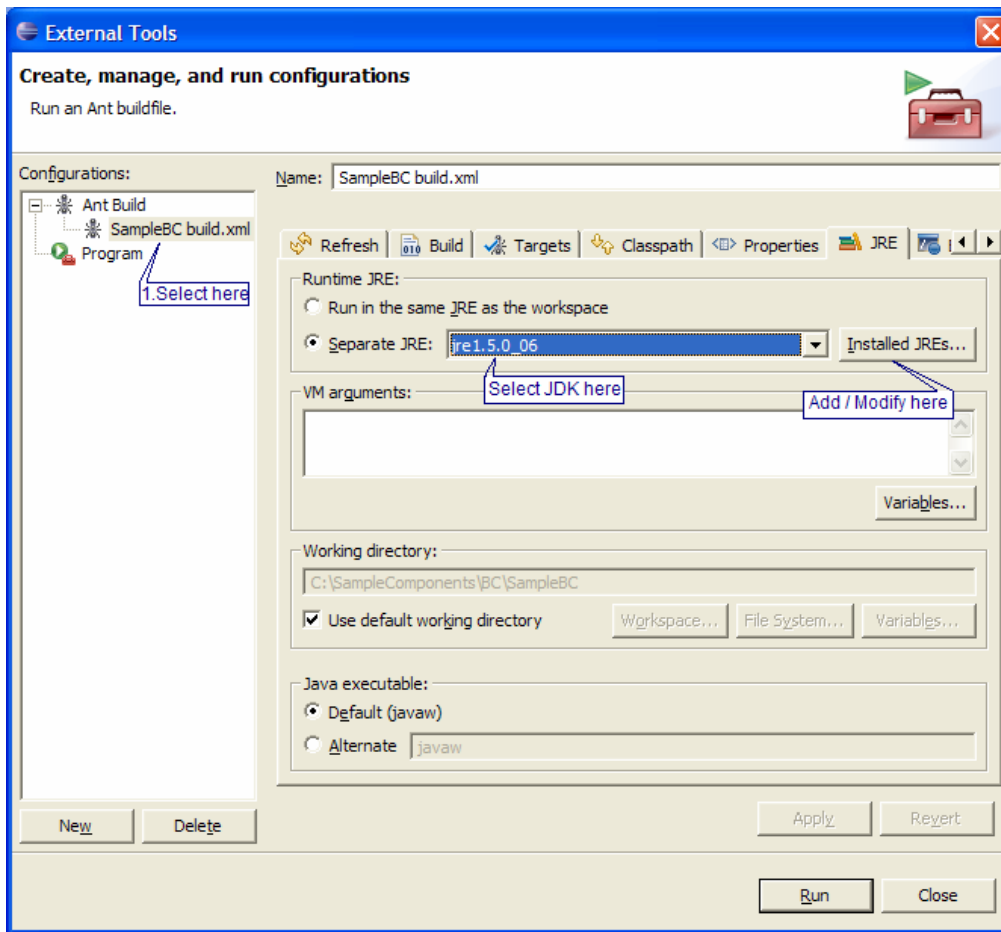 External Tools
Create, manage, and run configurations
Run an Ant buildfile.
Configurations:
Ant Build
SampleBC build.xml
Program
1.Select here
New
Delete
Name: SampleBC build.xml
Refresh
Build
Targets
Classpath
Properties
JRE
Runtime JRE:
Run in the same JRE as the workspace
Separate JRE: jre1.5.0_06
Installed JREs...
Select JDK here
Add / Modify here
VM arguments:
Variables...
Working directory:
C:\SampleComponents\BC\SampleBC
Use default working directory
Workspace...
File System...
Variables...
Java executable:
Default (javaw)
Alternate javaw
Apply
Revert
Run
Close